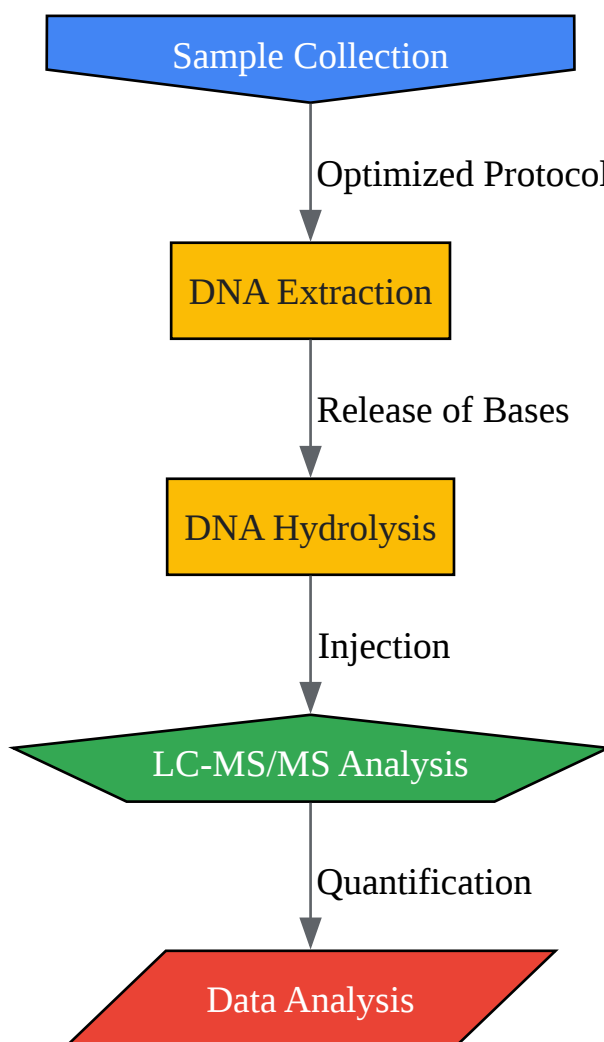 Sample Collection
Optimized Protocol
DNA Extraction
Release of Bases
DNA Hydrolysis
Injection
LC-MS/MS Analysis
Quantification
Data Analysis